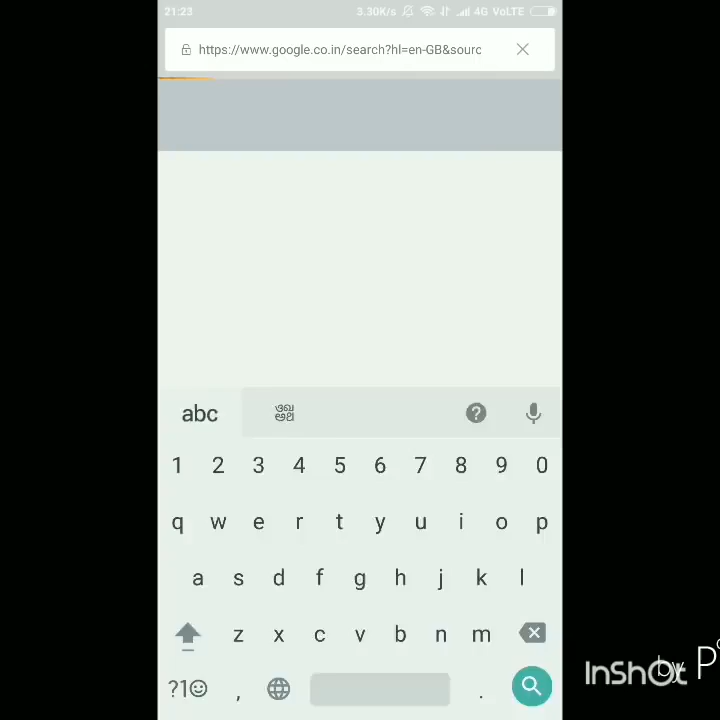 21:23 3.30K/s 4G VoLTE
https://www.google.co.in/search?hl=en-GB&sourc
abc
1 2 3 4 5 6 7 8 9 0
q w e r t y u i o p
a s d f g h j k l
z x c v b n m
?1☺ , .
InShOt by P